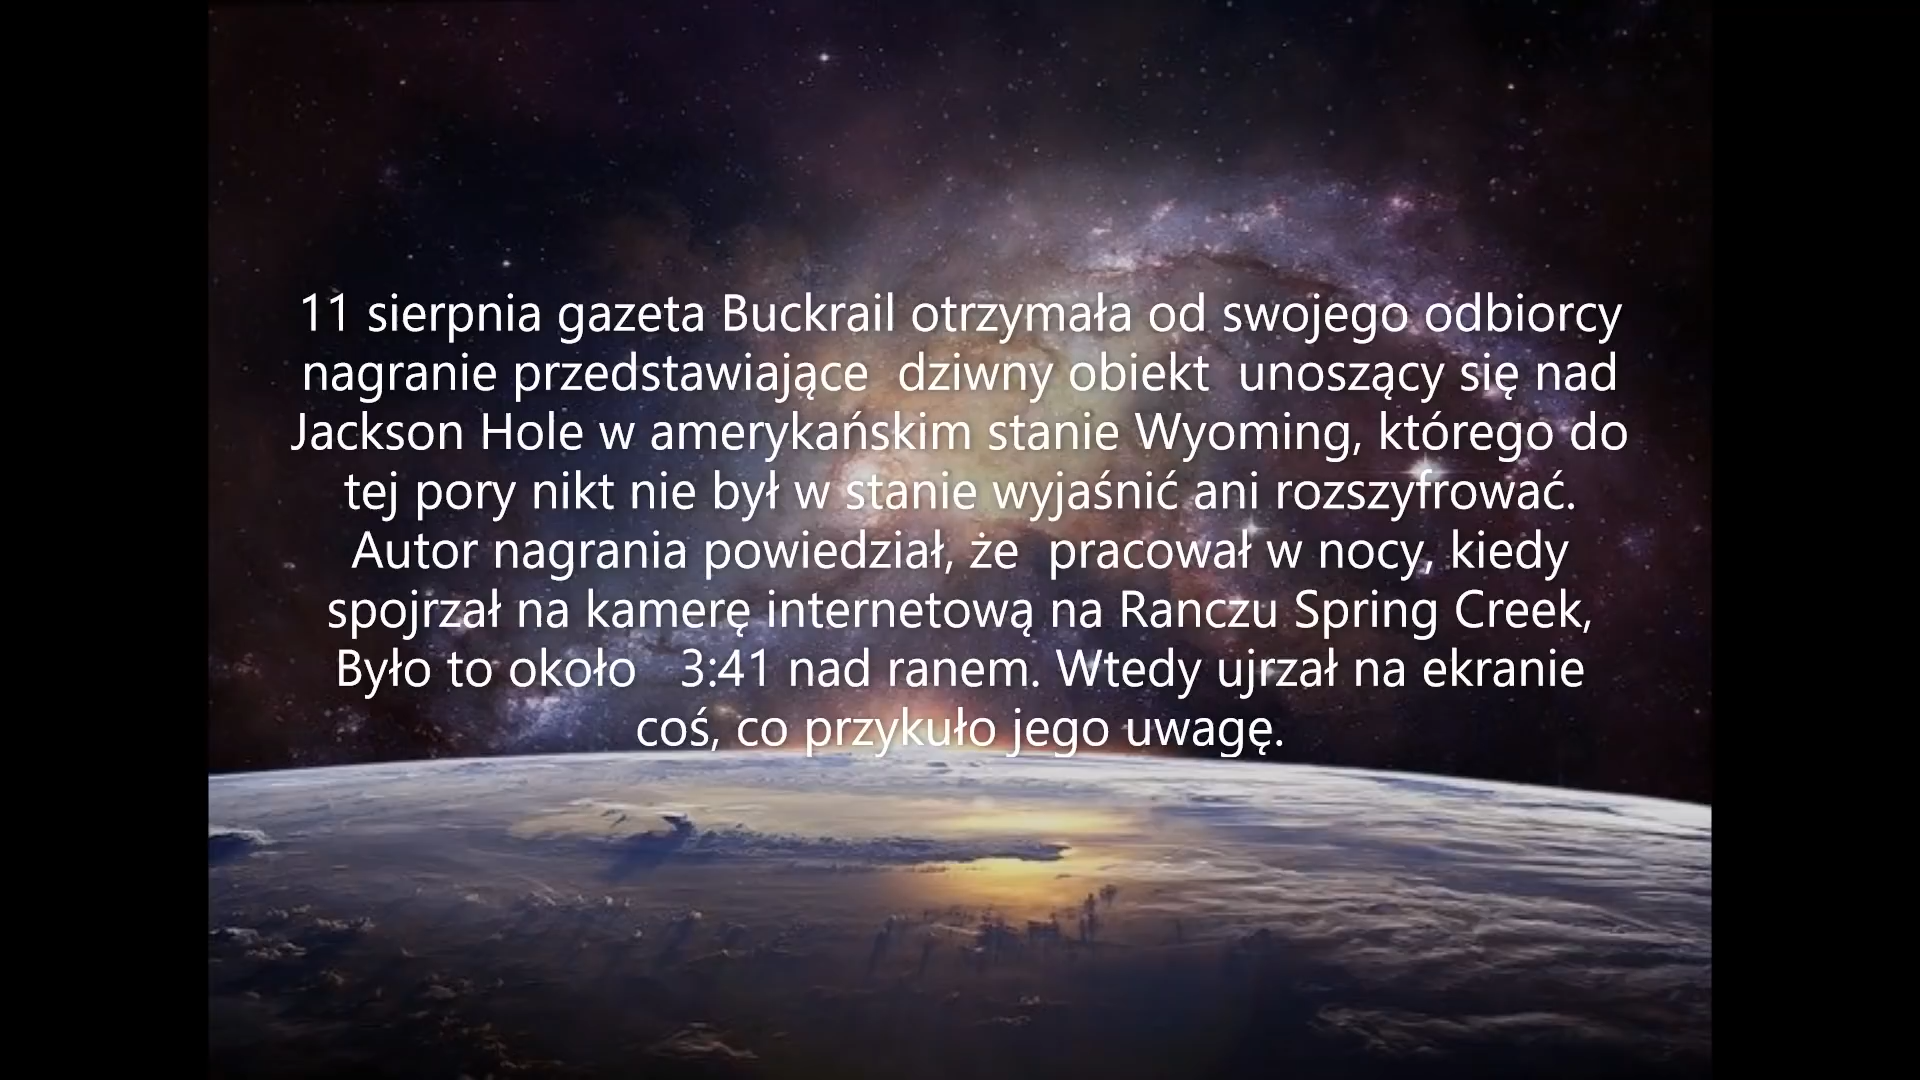 11 sierpnia gazeta Buckrail otrzymała od swojego odbiorcy
nagranie przedstawiające  dziwny obiekt  unoszący się nad
Jackson Hole w amerykańskim stanie Wyoming, którego do
tej pory nikt nie był w stanie wyjaśnić ani rozszyfrować.
Autor nagrania powiedział, że  pracował w nocy, kiedy
spojrzał na kamerę internetową na Ranczu Spring Creek,
Było to około   3:41 nad ranem. Wtedy ujrzał na ekranie
coś, co przykuło jego uwagę.